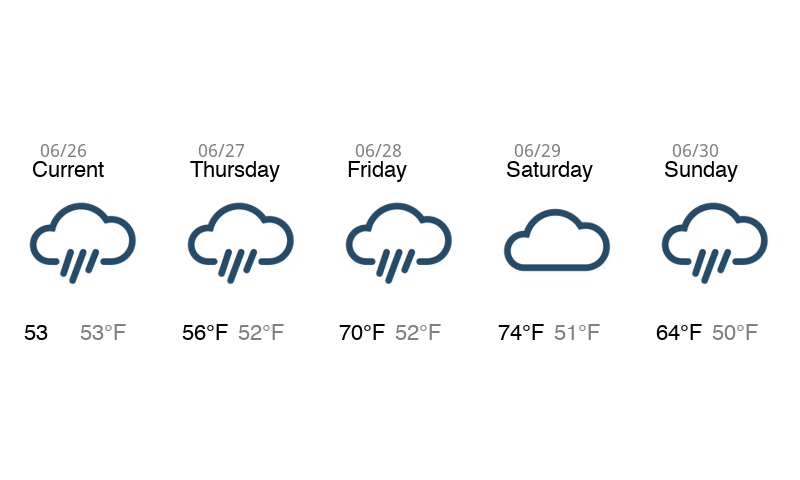 06/26
Current
53 53°F
06/27
Thursday
56°F 52°F
06/28
Friday
70°F 52°F
06/29
Saturday
74°F 51°F
06/30
Sunday
64°F 50°F